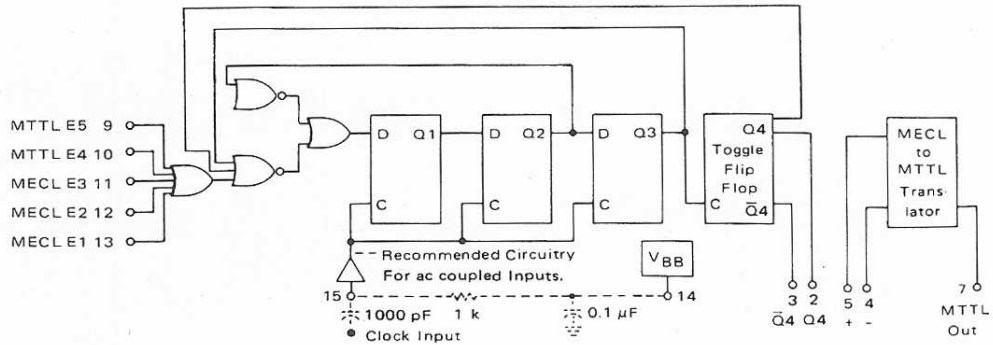 MTTL E5 9
MTTL E4 10
MECL E3 11
MECL E2 12
MECL E1 13
D Q1
C
D Q2
D Q3
Q4
Toggle
Flip
Flop
C Q̅4
MECL
to
MTTL
Trans-
lator
Recommended Circuitry
For ac coupled Inputs.
VBB
15
14
1000 pF
1 k
0.1 µF
Clock Input
3 2
Q̅4 Q4
5 4
+ -
7
MTTL
Out